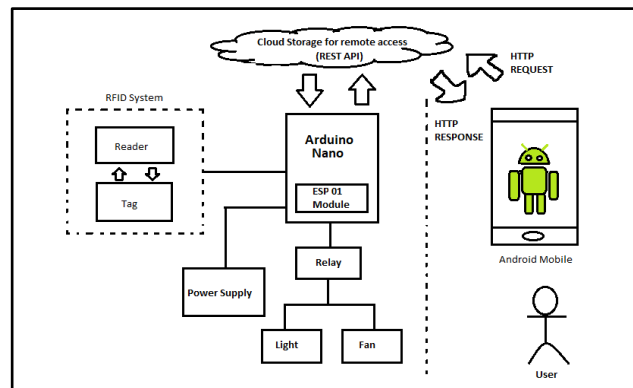 Cloud Storage for remote access
(REST API)
HTTP
REQUEST
HTTP
RESPONSE
RFID System
Reader
Tag
Arduino
Nano
ESP 01
Module
Relay
Power Supply
Light
Fan
Android Mobile
User